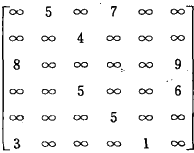 ∞ 5 ∞ 7 ∞ ∞
∞ ∞ 4 ∞ ∞ ∞
8 ∞ ∞ ∞ ∞ 9
∞ ∞ 5 ∞ ∞ 6
∞ ∞ ∞ 5 ∞ ∞
3 ∞ ∞ ∞ 1 ∞